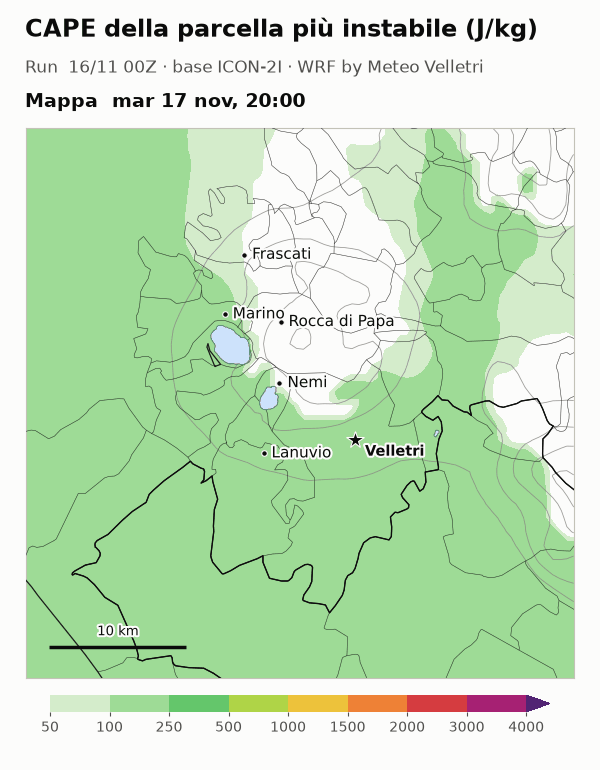 CAPE della parcella più instabile (J/kg)
Run 16/11 00Z · base ICON-2I · WRF by Meteo Velletri
Mappa mar 17 nov, 20:00
Frascati
Marino
Rocca di Papa
Nemi
Velletri
Lanuvio
10 km
50 100 250 500 1000 1500 2000 3000 4000